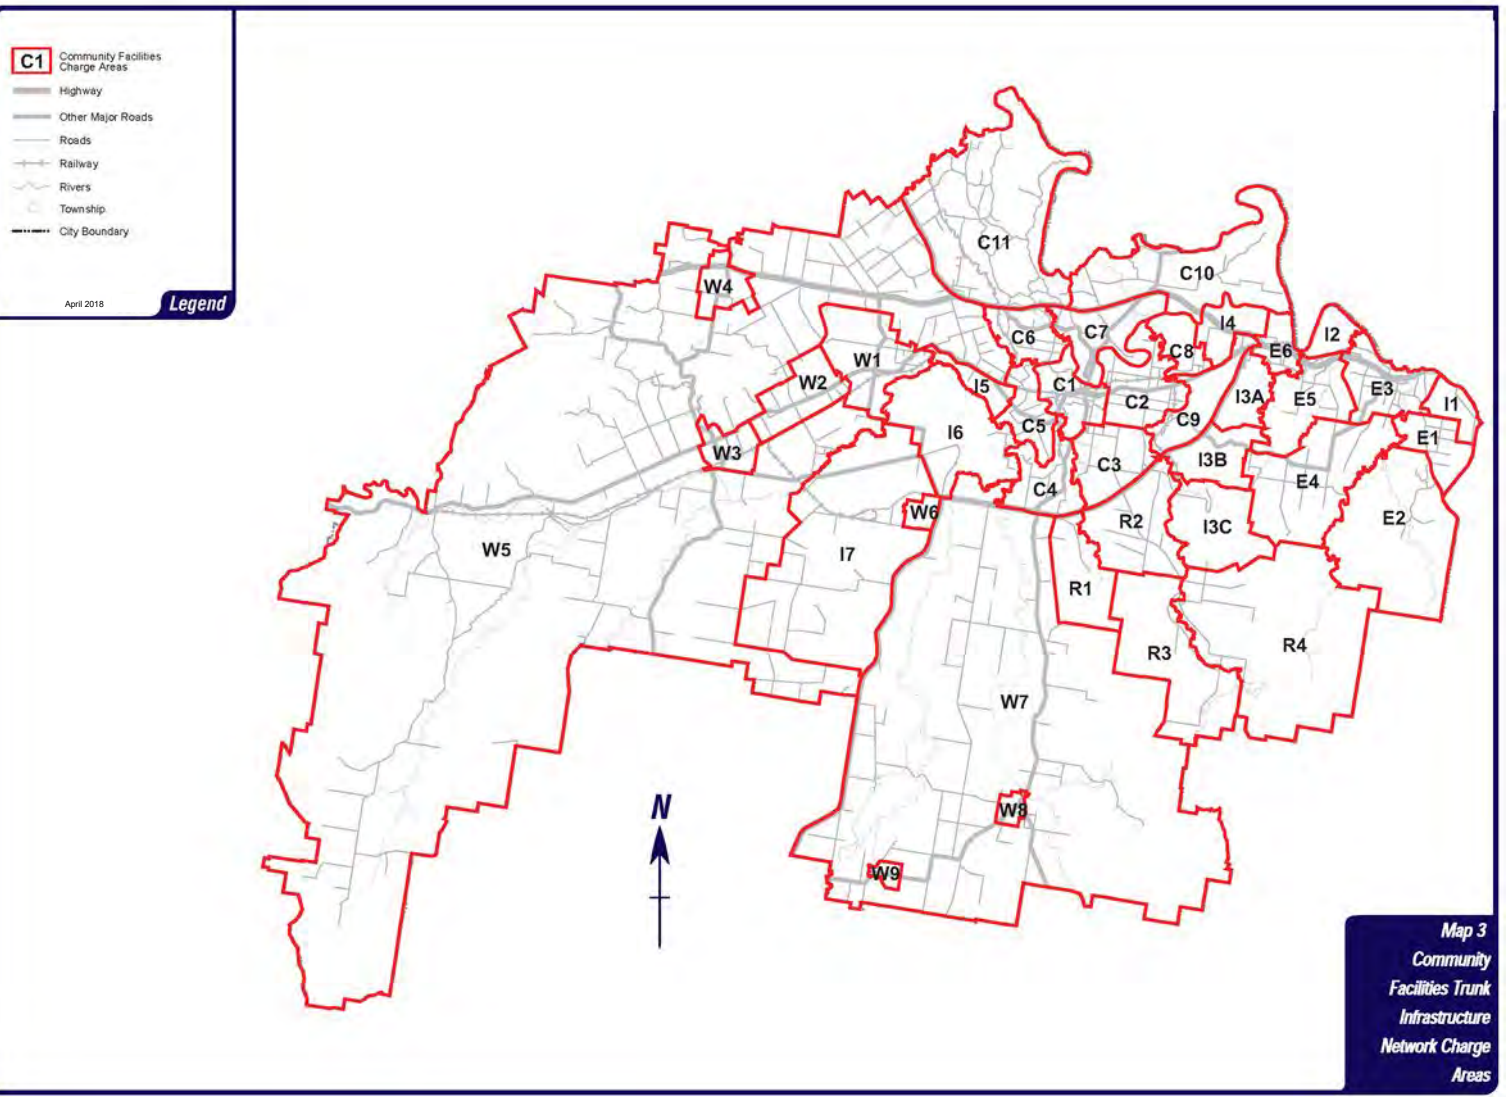 C1
Community Facilities
Charge Areas
Highway
Other Major Roads
Roads
Railway
Rivers
Township
City Boundary
April 2018
Legend
C11
C10
W4
I4
I2
C6
C7
C8
E6
W1
W2
I5
C1
C2
I3A
E5
E3
I1
C9
C5
I6
E1
W3
C3
I3B
E4
C4
W6
R2
I3C
E2
W5
I7
R1
R3
R4
W7
W8
W9
N
Map 3
Community
Facilities Trunk
Infrastructure
Network Charge
Areas